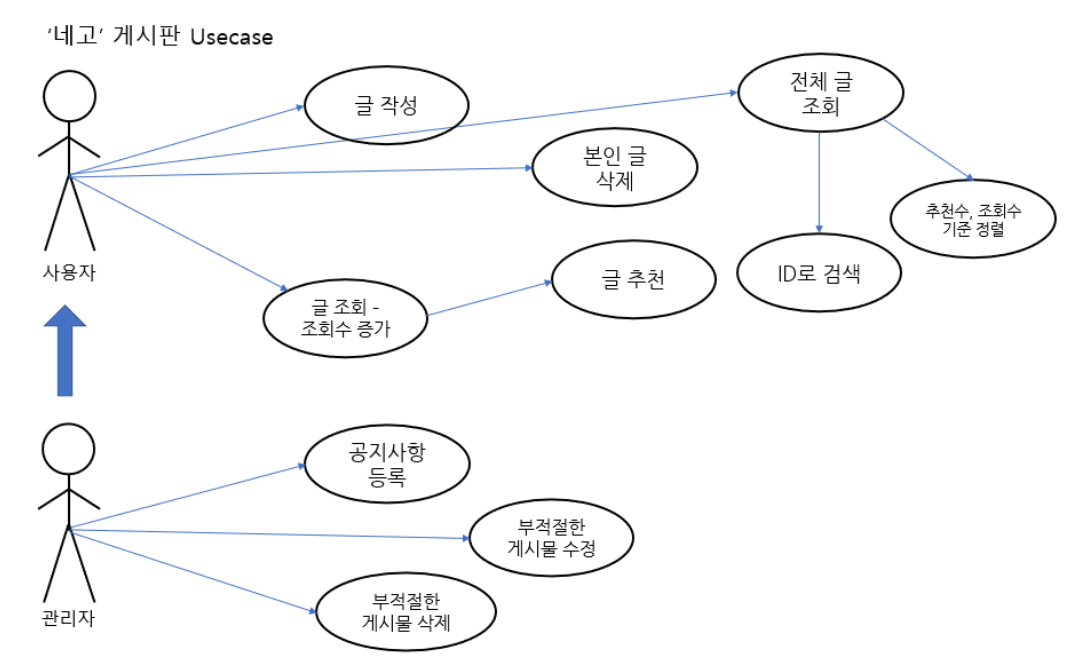 ‘네고’ 게시판 Usecase
글 작성
전체 글
조회
본인 글
삭제
추천수, 조회수
기준 정렬
사용자
글 조회 -
조회수 증가
글 추천
ID로 검색
공지사항
등록
부적절한
게시물 수정
부적절한
게시물 삭제
관리자